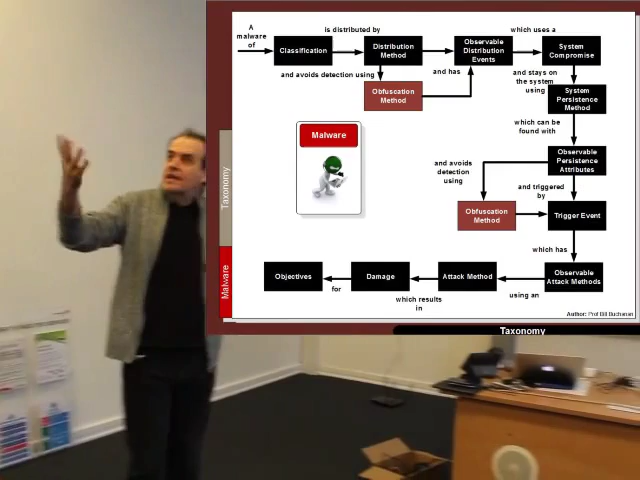 A
malware
of
Classification
is distributed by
Distribution
Method
Observable
Distribution
Events
which uses a
System
Compromise
and avoids detection using
Obfuscation
Method
and has
and stays on
the system
using
System
Persistence
Method
Malware
which can be
found with
Observable
Persistence
Attributes
and avoids
detection
using
and triggered
by
Obfuscation
Method
Trigger Event
which has
Objectives
for
Damage
which results
in
Attack Method
using an
Observable
Attack Methods
Author: Prof Bill Buchanan
Taxonomy
Malware
Taxonomy